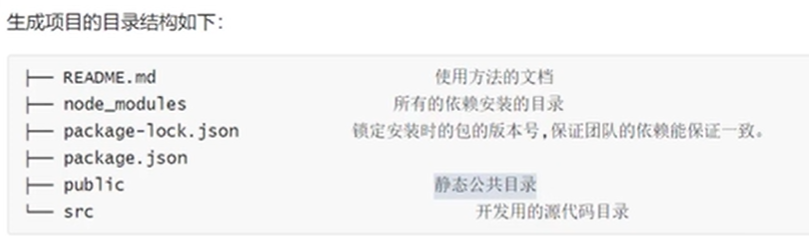 生成项目的目录结构如下：
├── README.md 使用方法的文档
├── node_modules 所有的依赖安装的目录
├── package-lock.json 锁定安装时的包的版本号,保证团队的依赖能保证一致。
├── package.json
├── public 静态公共目录
└── src 开发用的源代码目录